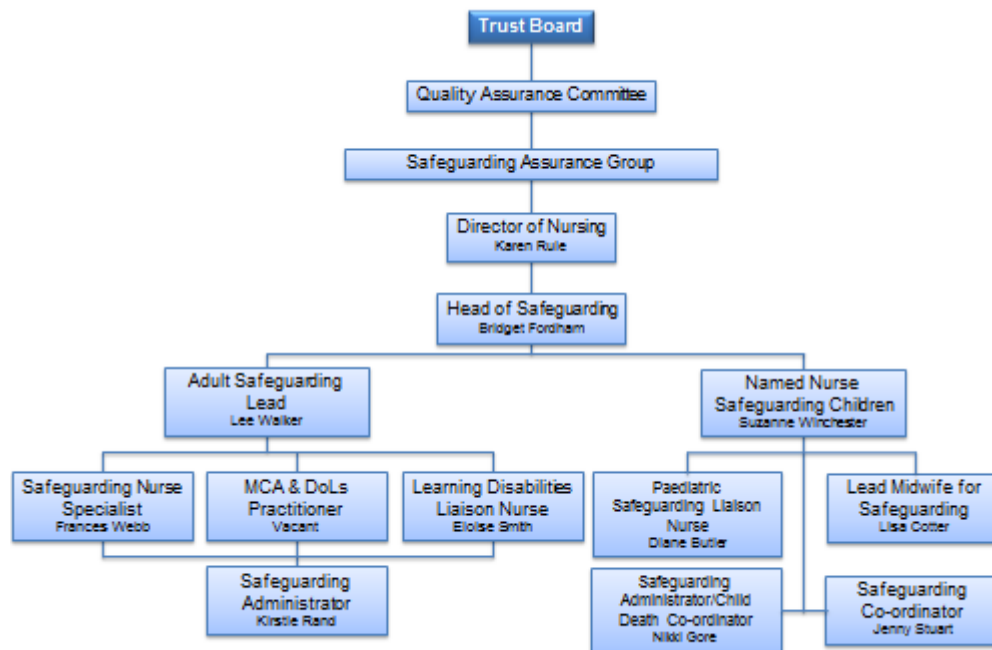 Trust Board
Quality Assurance Committee
Safeguarding Assurance Group
Director of Nursing
Karen Rule
Head of Safeguarding
Bridget Fordham
Adult Safeguarding
Lead
Lee Walker
Named Nurse
Safeguarding Children
Suzanne Winchester
Safeguarding Nurse
Specialist
Frances Webb
MCA & DoLs
Practitioner
Vacant
Learning Disabilities
Liaison Nurse
Eloise Smith
Paediatric
Safeguarding Liaison
Nurse
Diane Butler
Lead Midwife for
Safeguarding
Lisa Cotter
Safeguarding
Administrator
Kirstie Rand
Safeguarding
Administrator/Child
Death Co-ordinator
Nikki Gore
Safeguarding
Co-ordinator
Jenny Stuart